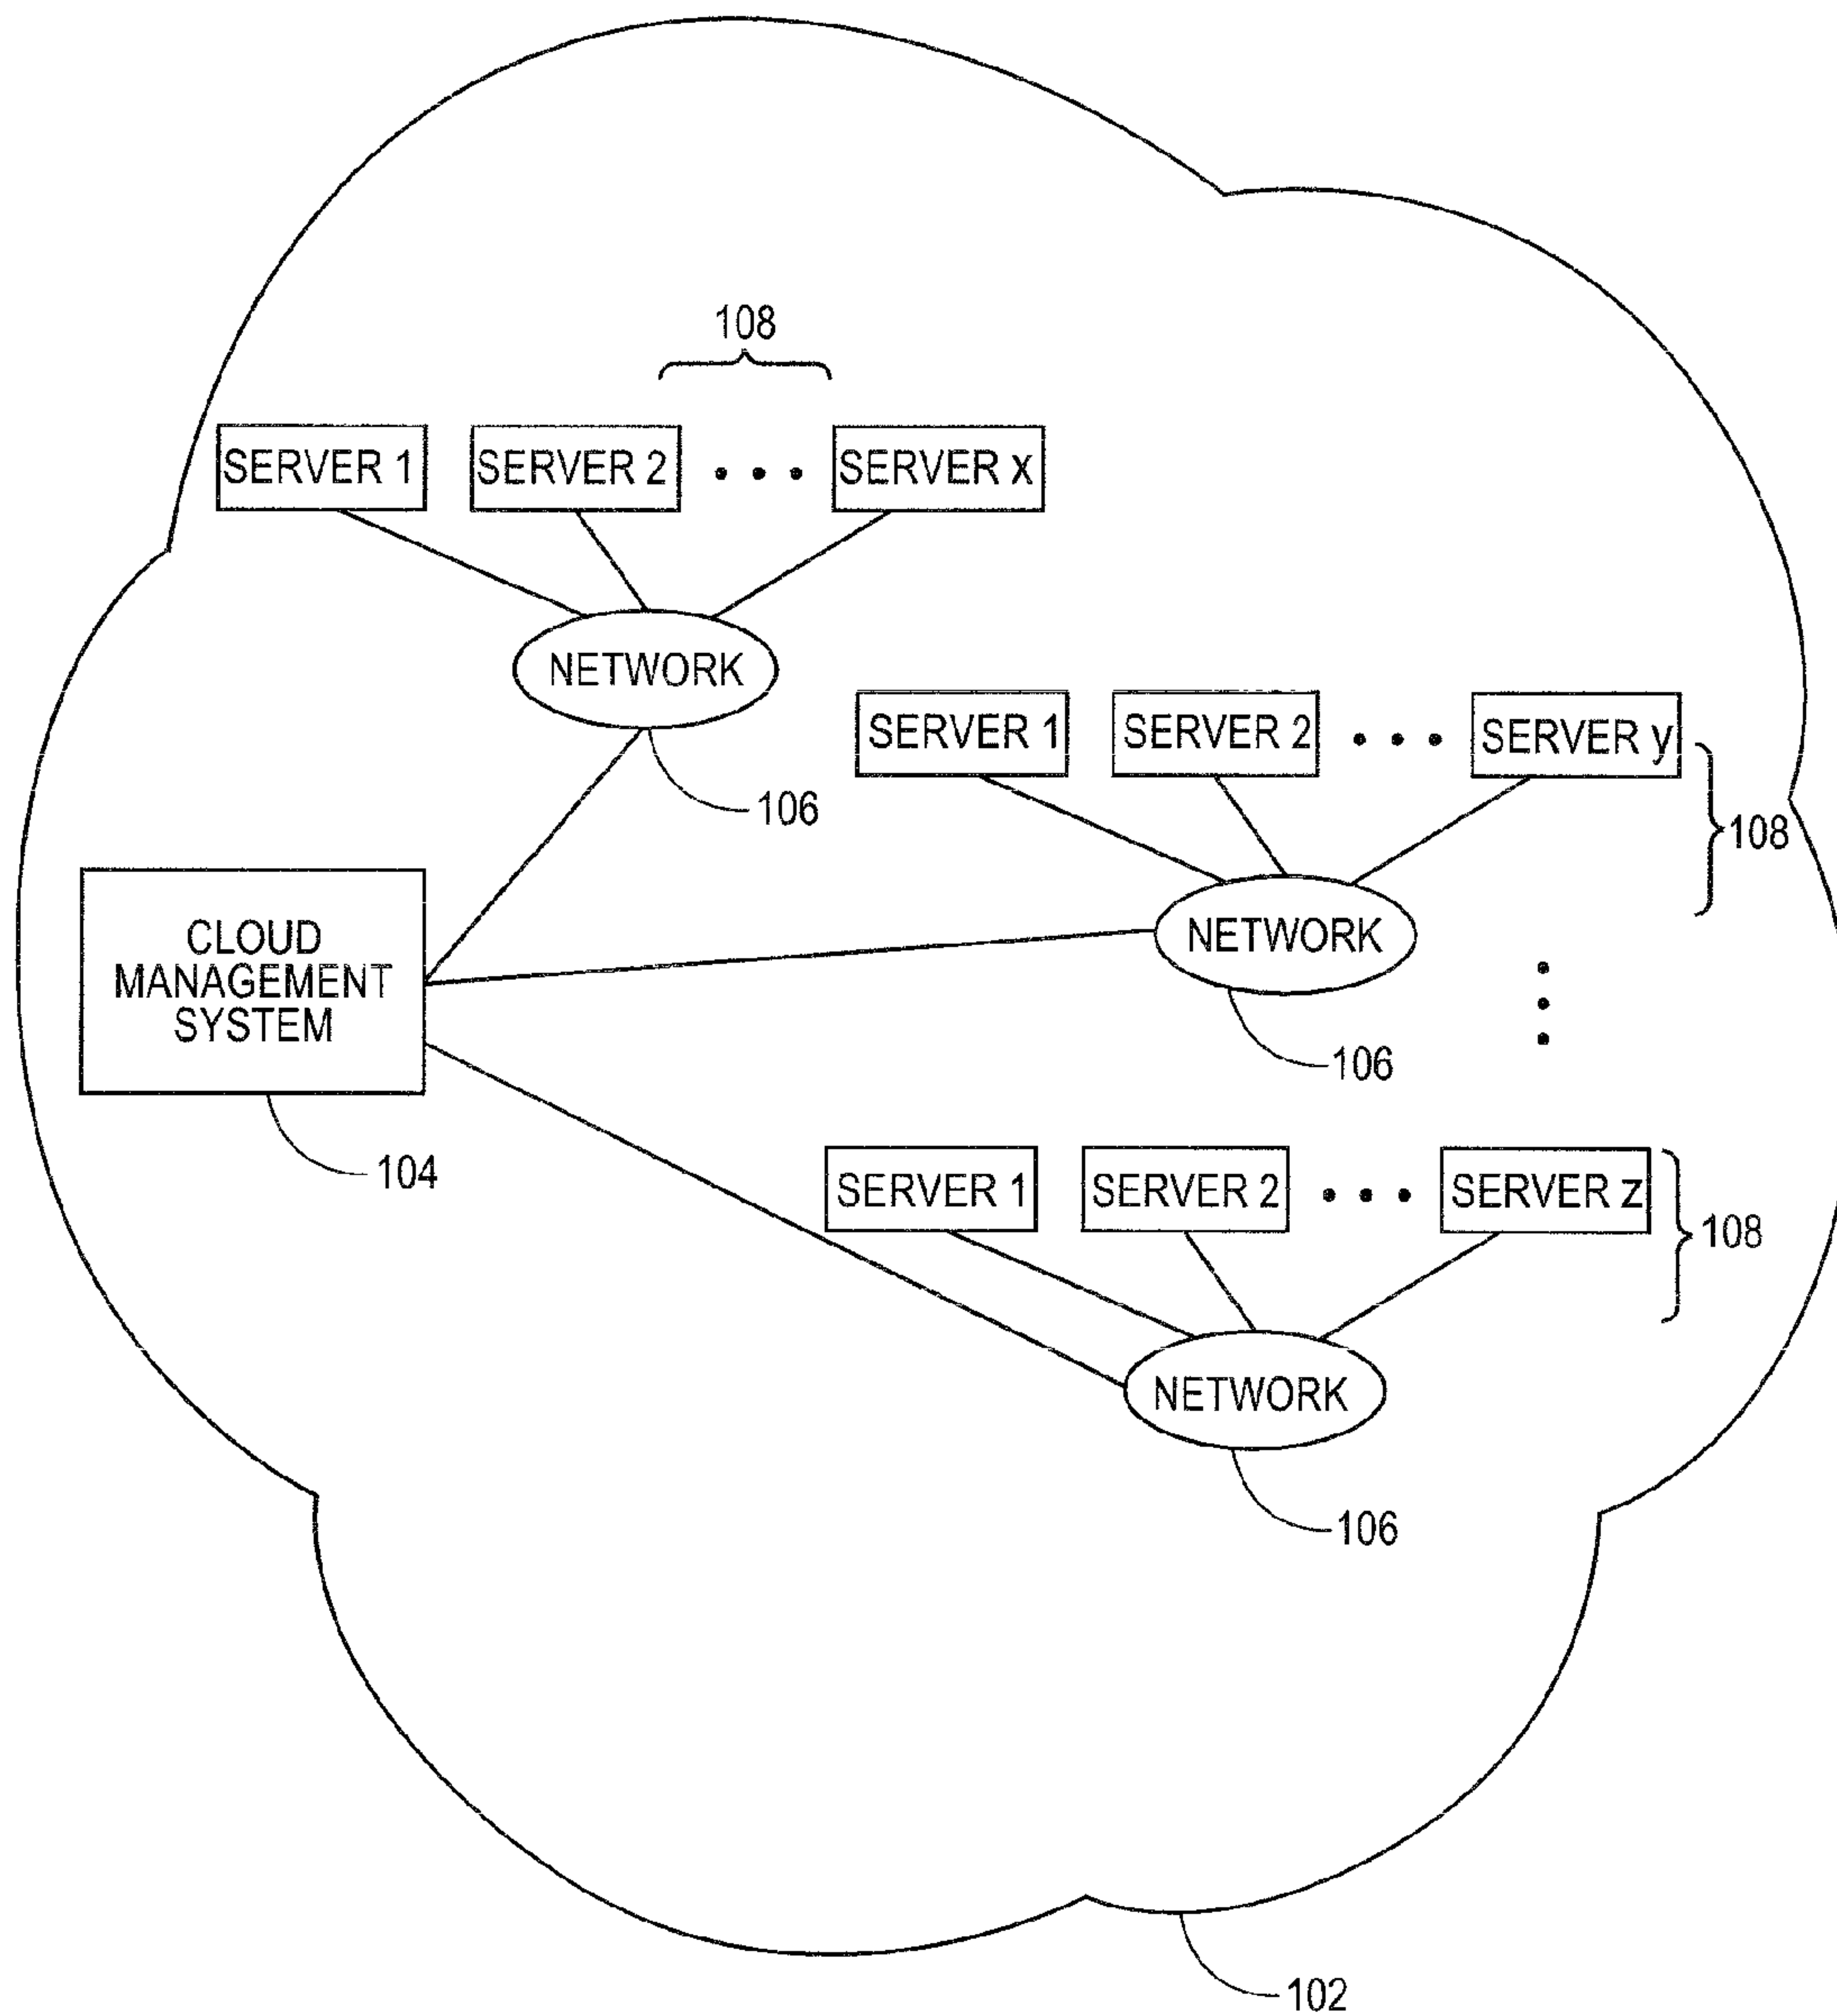 108
SERVER 1 SERVER 2 • • • SERVER x
NETWORK
106
SERVER 1 SERVER 2 • • • SERVER y
108
NETWORK
106
CLOUD
MANAGEMENT
SYSTEM
104
SERVER 1 SERVER 2 • • • SERVER z
108
NETWORK
106
102